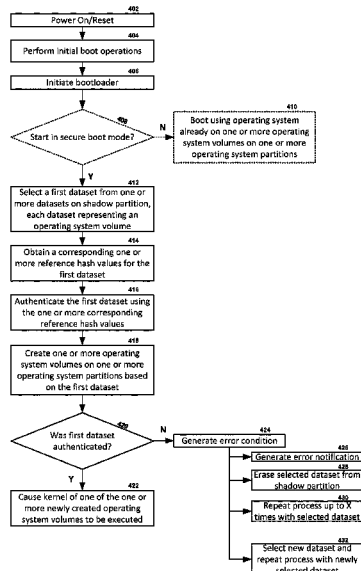 402
Power On/Reset
404
Perform Initial boot operations
406
Initiate bootloader
408
Start in secure boot mode?
N
410
Boot using operating system
already on one or more operating
system volumes on one or more
operating system partitions
Y
412
Select a first dataset from one or
more datasets on shadow partition,
each dataset representing an
operating system volume
414
Obtain a corresponding one or
more reference hash values for the
first dataset
416
Authenticate the first dataset using
the one or more corresponding
reference hash values
418
Create one or more operating
system volumes on one or more
operating system partitions based
on the first dataset
420
Was first dataset
authenticated?
N
424
Generate error condition
426
Generate error notification
428
Erase selected dataset from
shadow partition
430
Repeat process up to X
times with selected dataset
432
Select new dataset and
repeat process with newly
selected dataset
Y
422
Cause kernel of one of the one or
more newly created operating
system volumes to be executed